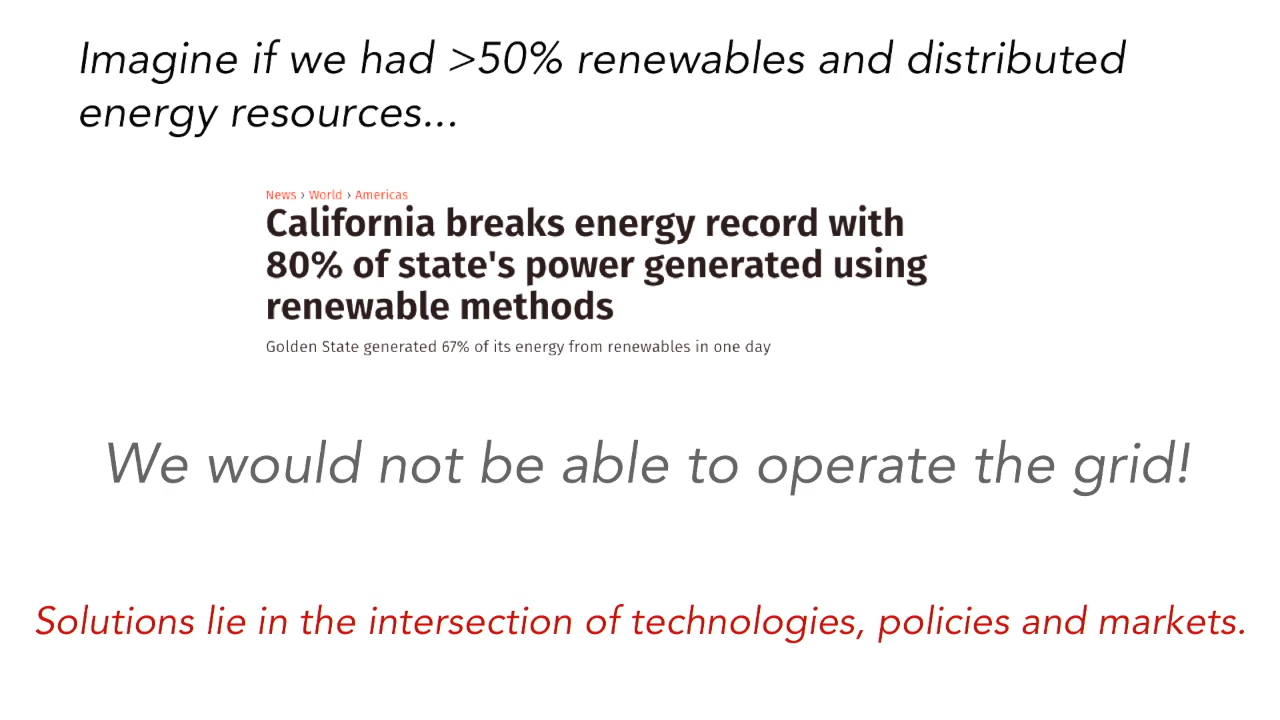 Imagine if we had >50% renewables and distributed
energy resources...
News › World › Americas
California breaks energy record with
80% of state's power generated using
renewable methods
Golden State generated 67% of its energy from renewables in one day
We would not be able to operate the grid!
Solutions lie in the intersection of technologies, policies and markets.